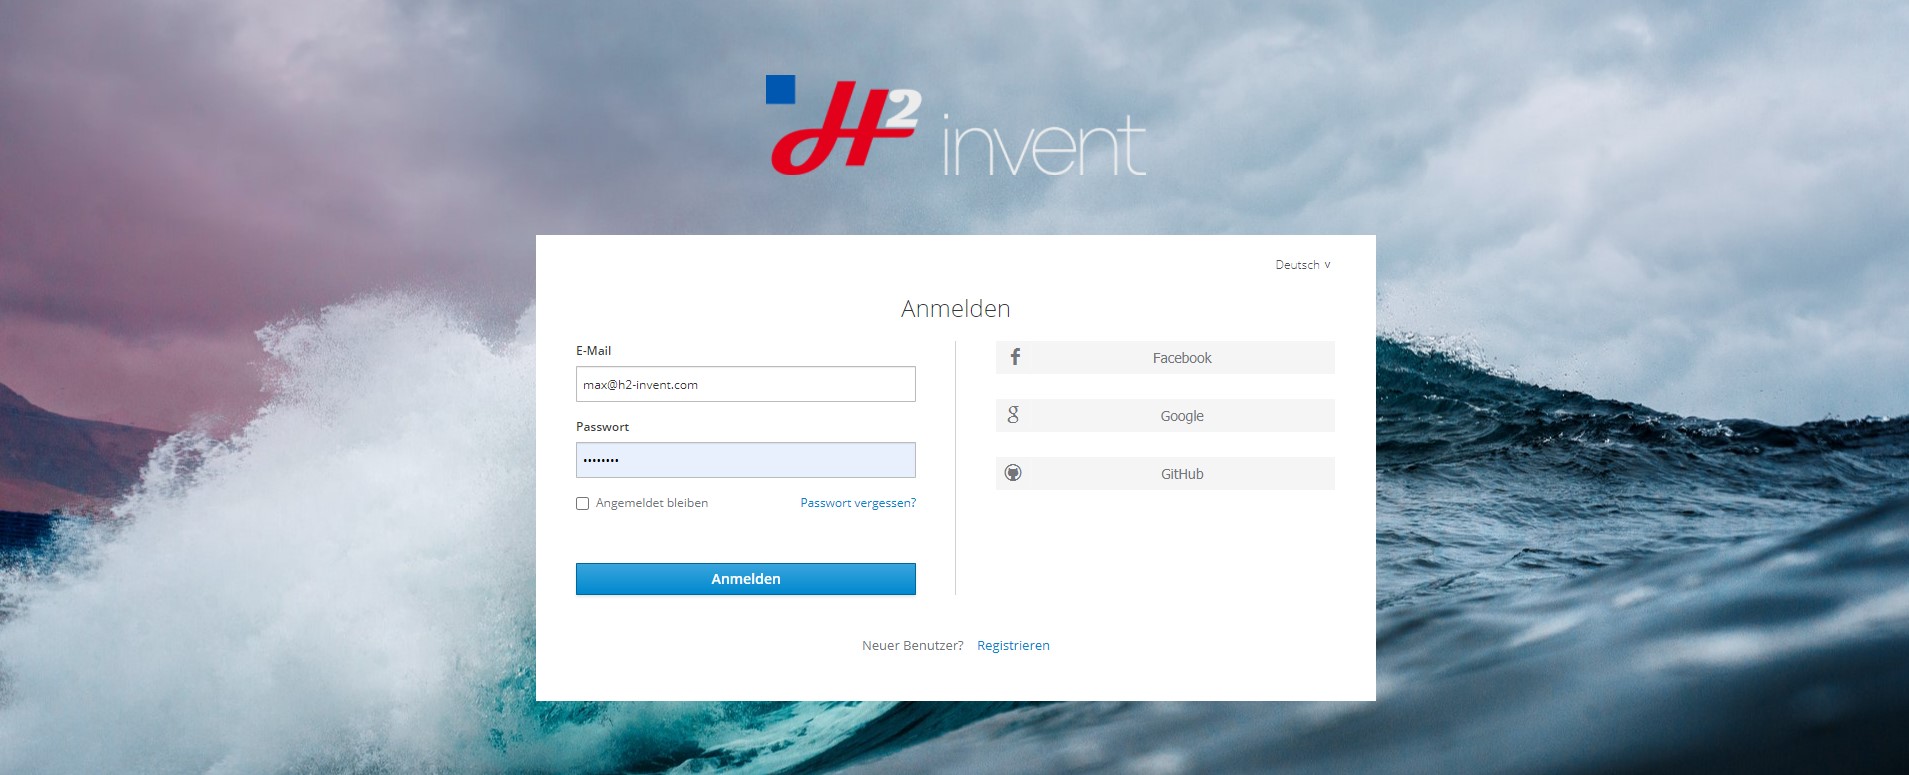 H2 invent
Deutsch v
Anmelden
E-Mail
max@h2-invent.com
Passwort
••••••••
Angemeldet bleiben
Passwort vergessen?
Anmelden
Facebook
Google
GitHub
Neuer Benutzer? Registrieren